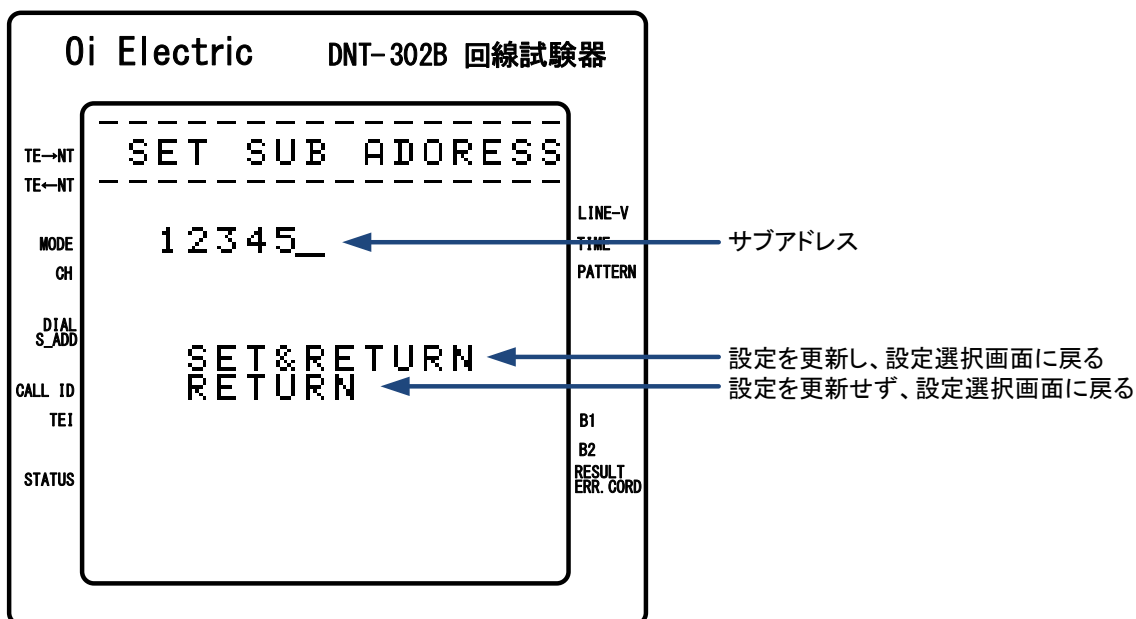 Oi Electric DNT-302B 回線試験器
SET SUB ADORESS
TE→NT
TE←NT
LINE-V
MODE
12345_
TIME
サブアドレス
CH
PATTERN
DIAL
S_ADD
SET&RETURN
設定を更新し、設定選択画面に戻る
RETURN
設定を更新せず、設定選択画面に戻る
CALL ID
TEI
B1
B2
STATUS
RESULT
ERR.CORD